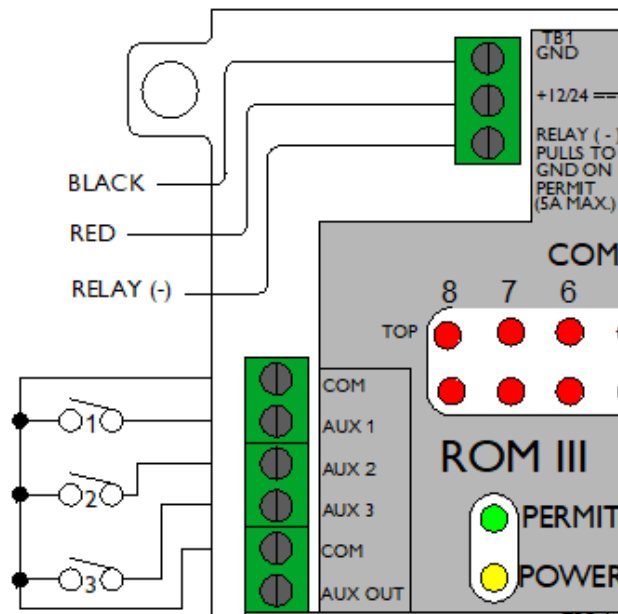 TB1
GND
+12/24
RELAY ( - )
PULLS TO
GND ON
PERMIT
(5A MAX.)
BLACK
RED
RELAY (-)
COM
8 7 6
TOP
COM
AUX 1
AUX 2
AUX 3
COM
AUX OUT
1
2
3
ROM III
PERMIT
POWER